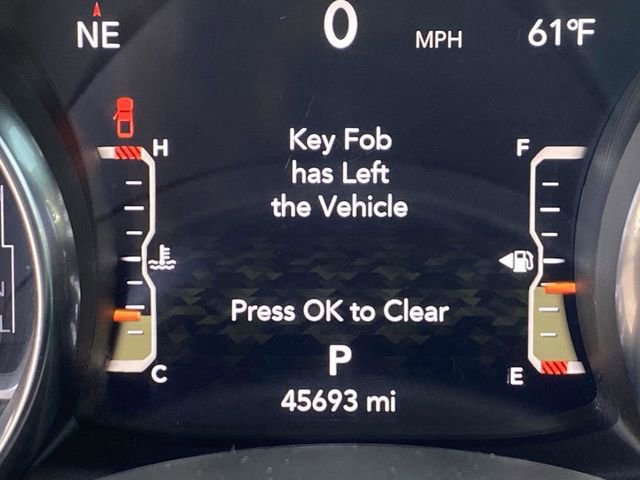 NE 0 MPH 61°F
Key Fob
has Left
the Vehicle
H F
Press OK to Clear
C P E
45693 mi
N
L